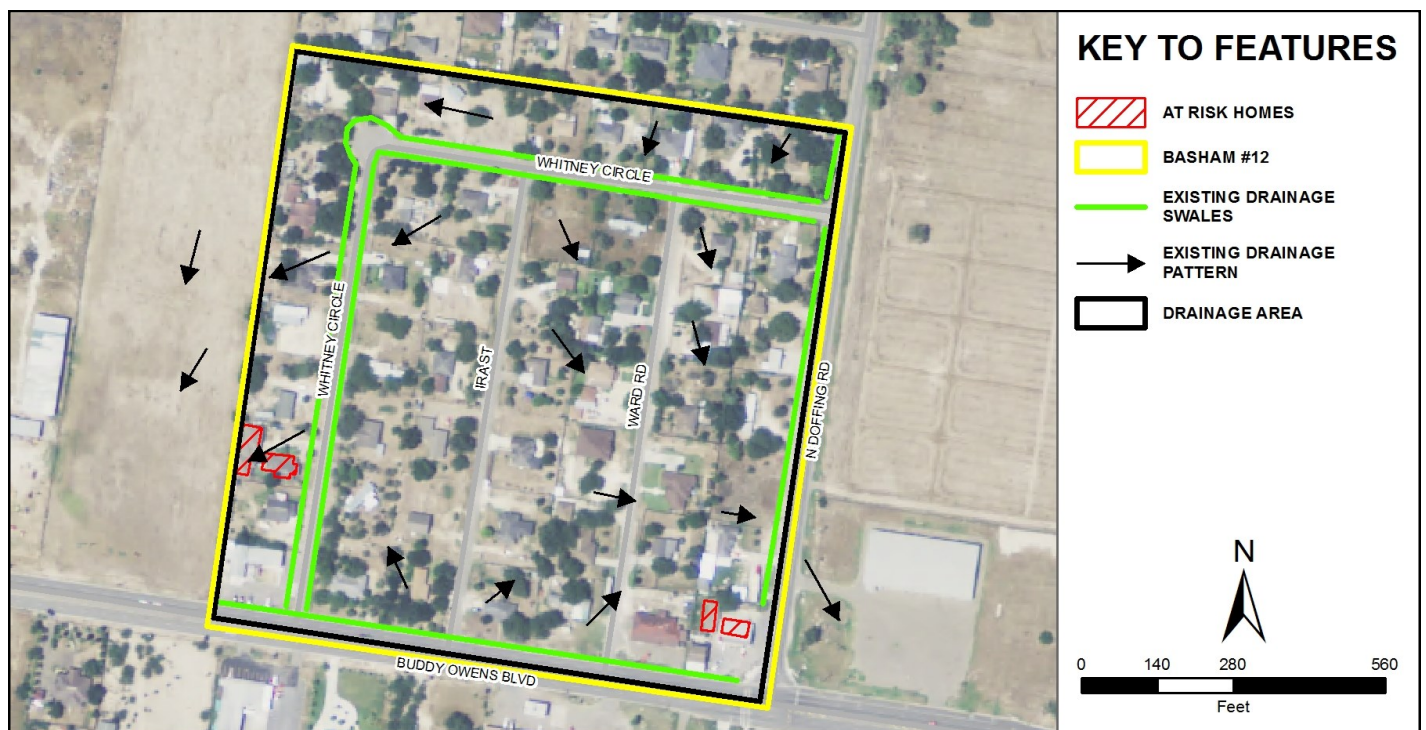 KEY TO FEATURES
AT RISK HOMES
BASHAM #12
EXISTING DRAINAGE
SWALES
EXISTING DRAINAGE
PATTERN
DRAINAGE AREA
WHITNEY CIRCLE
WHITNEY CIRCLE
IRA ST
WARD RD
N DOFFING RD
BUDDY OWENS BLVD
N
0 140 280 560
Feet